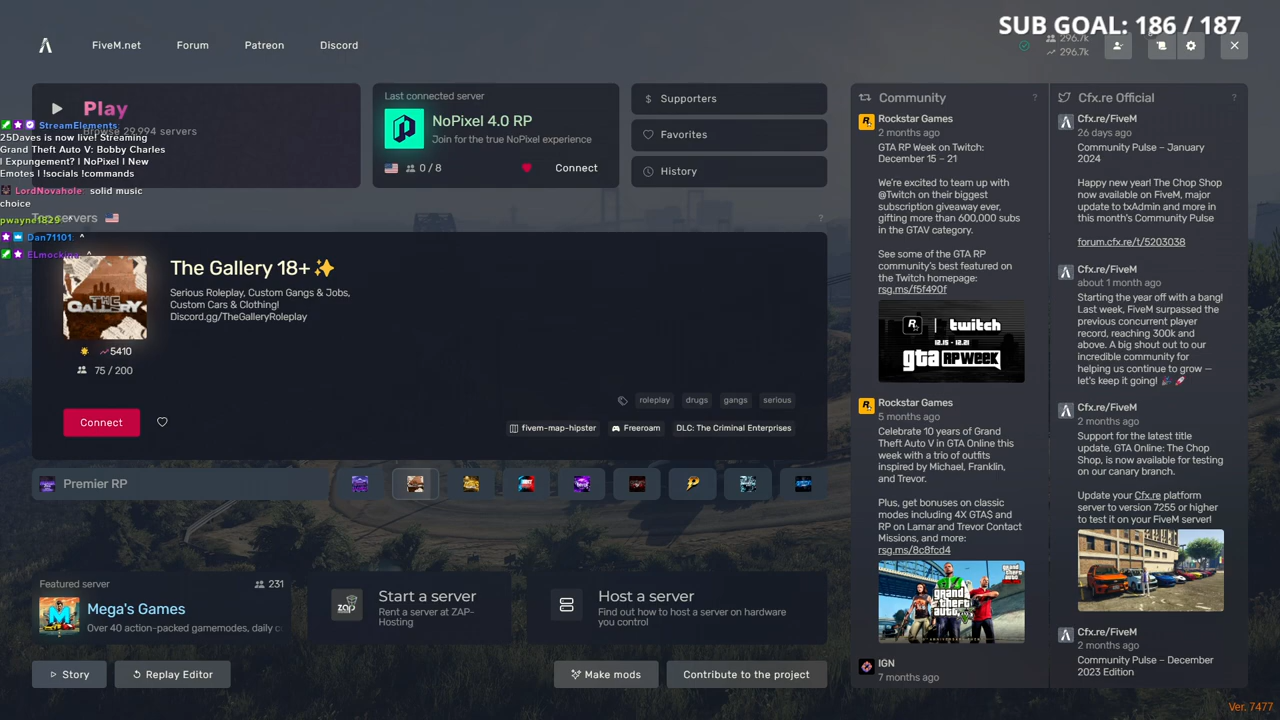 SUB GOAL: 186 / 187
FiveM.net
Forum
Patreon
Discord
296.7k
296.7k
Play
Browse 29,994 servers
StreamElements:
25Daves is now live! Streaming
Grand Theft Auto V: Bobby Charles
| Expungement? | NoPixel | New
Emotes | !socials !commands
LordNovahole: solid music
choice
pwayne1829: ^
Dan71101: ^
ELmocking: ^
Last connected server
NoPixel 4.0 RP
Join for the true NoPixel experience
0 / 8
Connect
$ Supporters
Favorites
History
Top servers
?
The Gallery 18+✨
Serious Roleplay, Custom Gangs & Jobs,
Custom Cars & Clothing!
Discord.gg/TheGalleryRoleplay
THE
GALLERY
5410
75 / 200
Connect
roleplay
drugs
gangs
serious
fivem-map-hipster
Freeroam
DLC: The Criminal Enterprises
Premier RP
Featured server
231
Mega's Games
Over 40 action-packed gamemodes, daily c
ZAP
Start a server
Rent a server at ZAP-
Hosting
Host a server
Find out how to host a server on hardware
you control
Story
Replay Editor
Make mods
Contribute to the project
Community
?
Rockstar Games
2 months ago
GTA RP Week on Twitch:
December 15 – 21
We're excited to team up with
@Twitch on their biggest
subscription giveaway ever,
gifting more than 600,000 subs
in the GTAV category.
See some of the GTA RP
community's best featured on
the Twitch homepage:
rsg.ms/f5f490f
R | twitch
12.15 - 12.21
gta RP WEEK
Rockstar Games
5 months ago
Celebrate 10 years of Grand
Theft Auto V in GTA Online this
week with a trio of outfits
inspired by Michael, Franklin,
and Trevor.
Plus, get bonuses on classic
modes including 4X GTA$ and
RP on Lamar and Trevor Contact
Missions, and more:
rsg.ms/8c8fcd4
grand
theft
auto
IGN
7 months ago
Cfx.re Official
?
Cfx.re/FiveM
26 days ago
Community Pulse – January
2024
Happy new year! The Chop Shop
now available on FiveM, major
update to txAdmin and more in
this month's Community Pulse
forum.cfx.re/t/5203038
Cfx.re/FiveM
about 1 month ago
Starting the year off with a bang!
Last week, FiveM surpassed the
previous concurrent player
record, reaching 300k and
above. A big shout out to our
incredible community for
helping us continue to grow —
let's keep it going! 🎉 🚀
Cfx.re/FiveM
2 months ago
Support for the latest title
update, GTA Online: The Chop
Shop, is now available for testing
on our canary branch.
Update your Cfx.re platform
server to version 7255 or higher
to test it on your FiveM server!
Cfx.re/FiveM
2 months ago
Community Pulse – December
2023 Edition
Ver. 7477